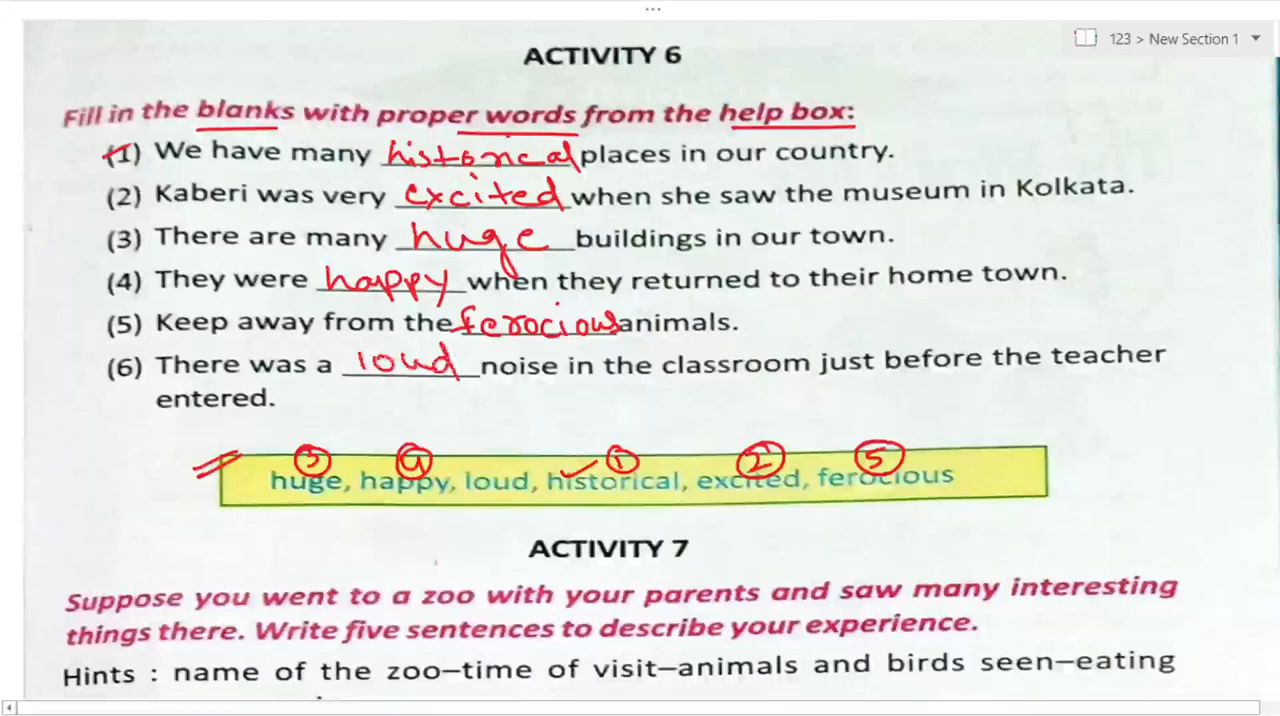 ...
123 > New Section 1
ACTIVITY 6
Fill in the blanks with proper words from the help box:
(1) We have many historical places in our country.
(2) Kaberi was very excited when she saw the museum in Kolkata.
(3) There are many huge buildings in our town.
(4) They were happy when they returned to their home town.
(5) Keep away from the ferocious animals.
(6) There was a loud noise in the classroom just before the teacher
entered.
3 4 1 2 5
huge, happy, loud, historical, excited, ferocious
ACTIVITY 7
Suppose you went to a zoo with your parents and saw many interesting
things there. Write five sentences to describe your experience.
Hints : name of the zoo—time of visit—animals and birds seen—eating